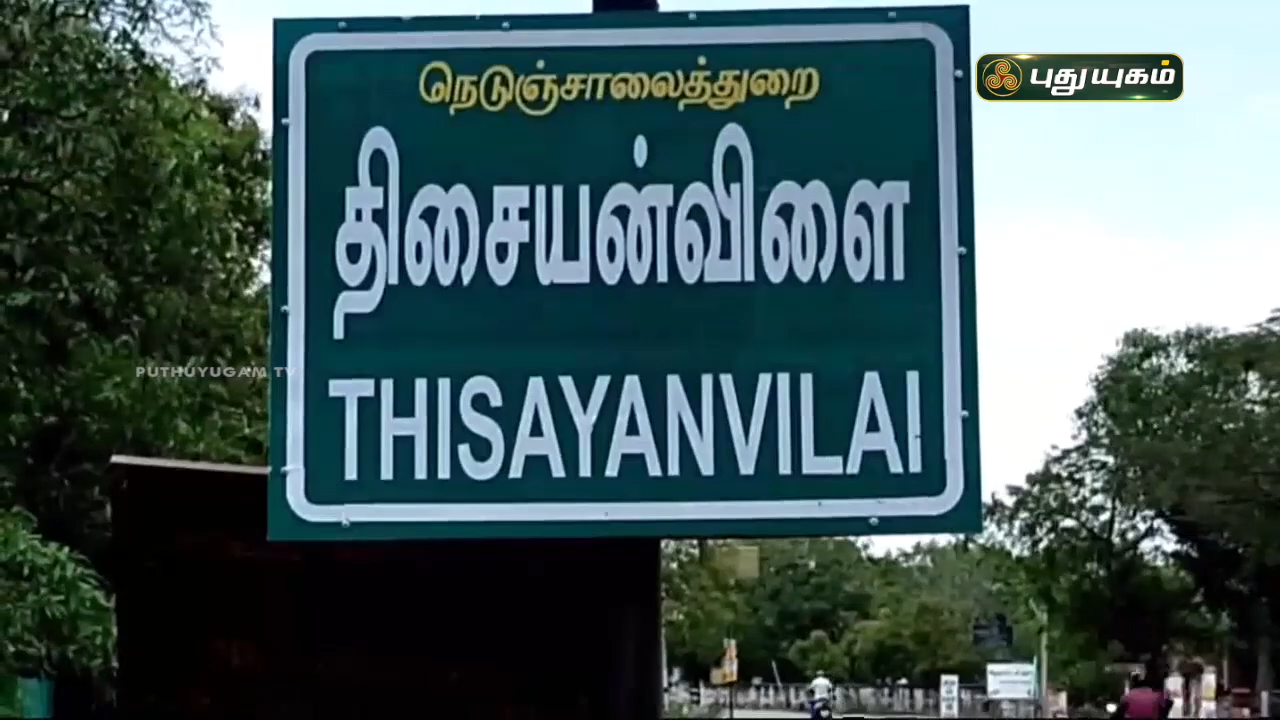 நெடுஞ்சாலைத்துறை
புதுயுகம்
திசையன்விளை
PUTHUYUGAM TV
THISAYANVILAI